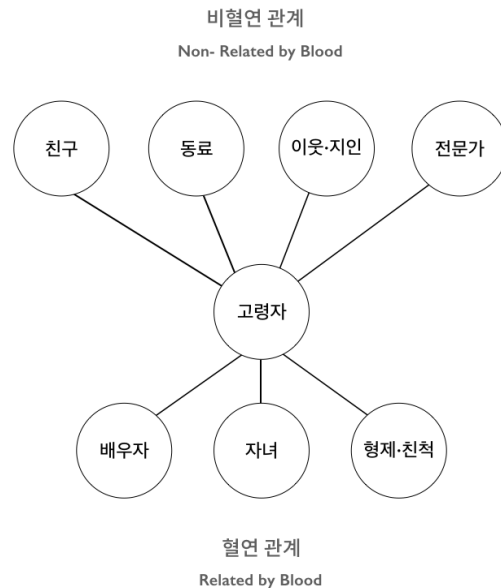 비혈연 관계
Non- Related by Blood
친구
동료
이웃·지인
전문가
고령자
배우자
자녀
형제·친척
혈연 관계
Related by Blood